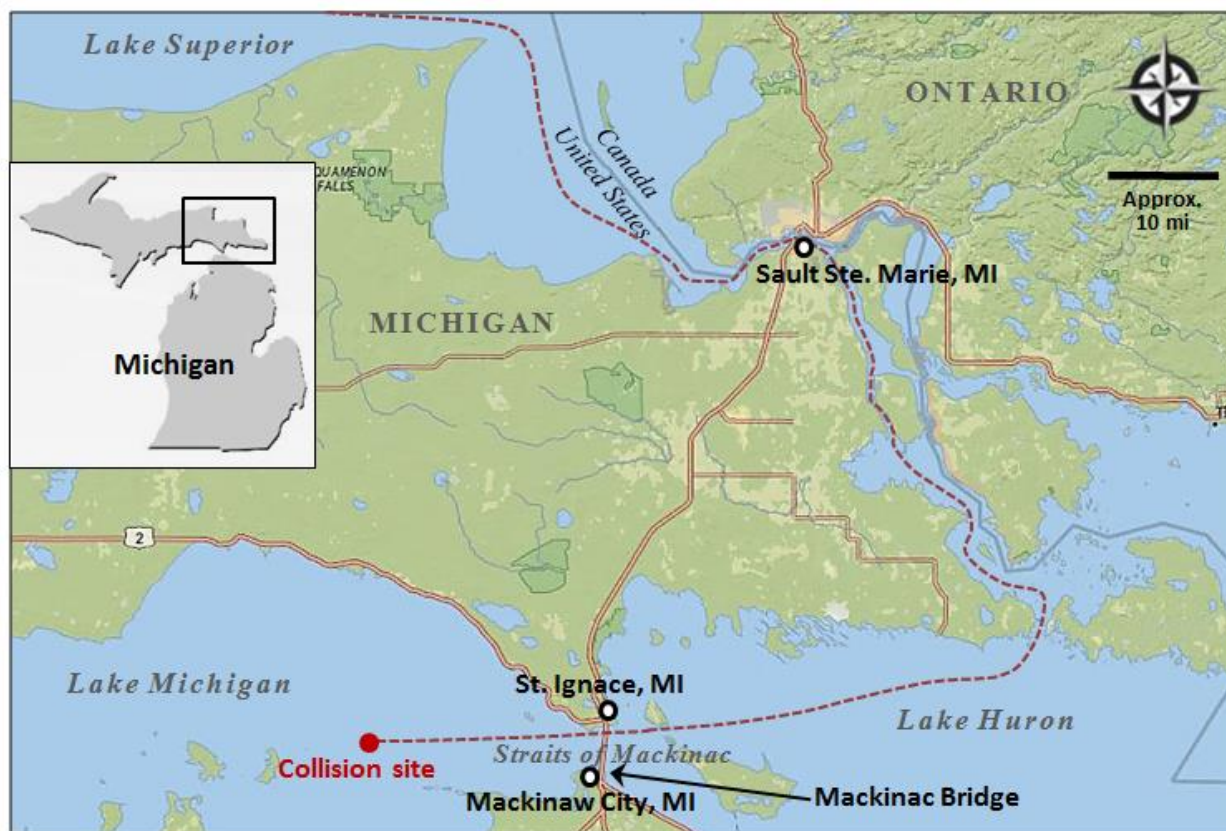 Lake Superior
ONTARIO
Canada
United States
QUAMENON
FALLS
Approx.
10 mi
Sault Ste. Marie, MI
MICHIGAN
Michigan
2
Lake Michigan
St. Ignace, MI
Lake Huron
Collision site
Straits of Mackinac
Mackinaw City, MI
Mackinac Bridge